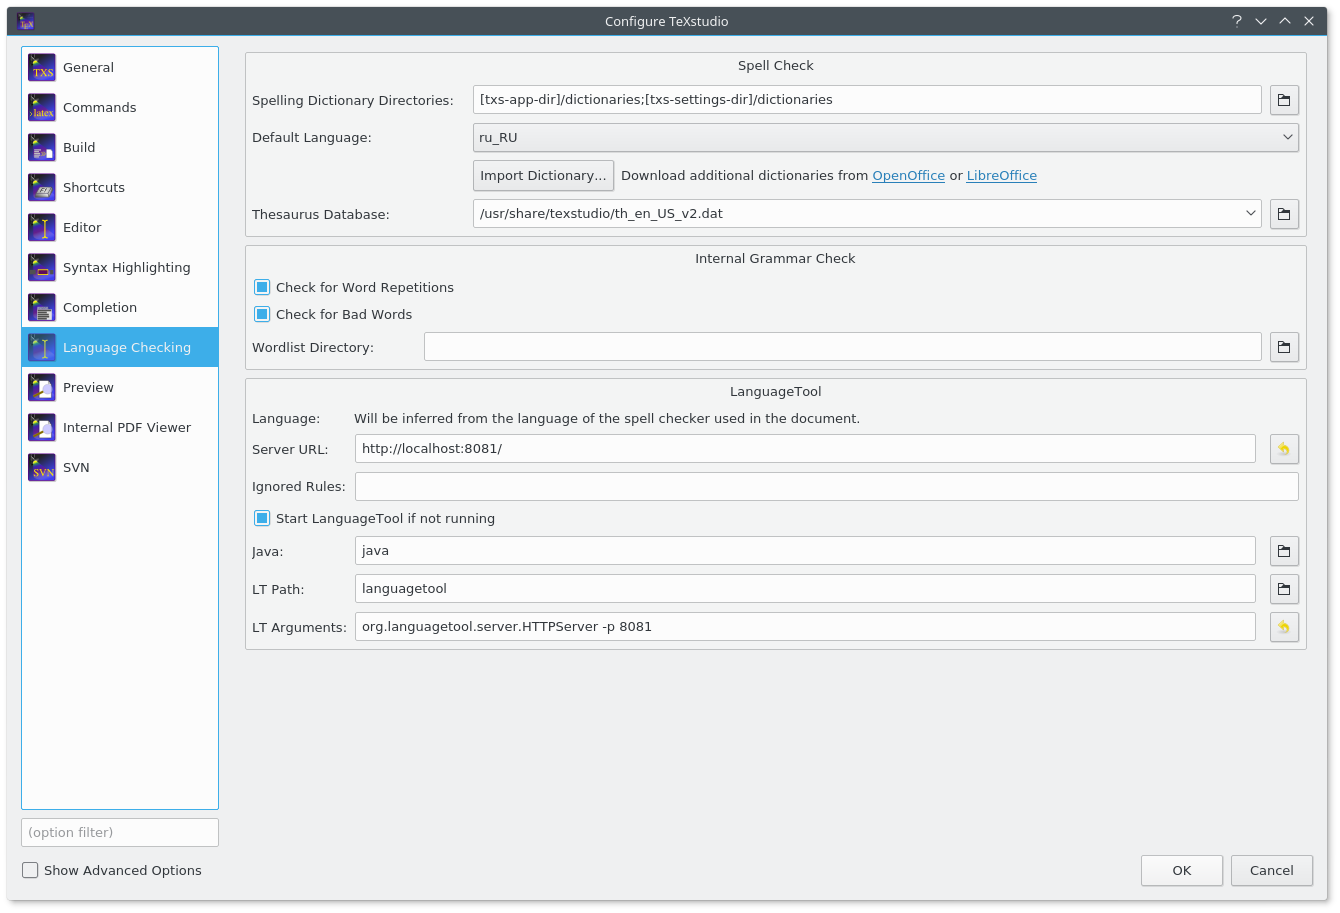 Configure TeXstudio
General
Commands
Build
Shortcuts
Editor
Syntax Highlighting
Completion
Language Checking
Preview
Internal PDF Viewer
SVN
(option filter)
Show Advanced Options
Spell Check
Spelling Dictionary Directories: [txs-app-dir]/dictionaries;[txs-settings-dir]/dictionaries
Default Language: ru_RU
Import Dictionary... Download additional dictionaries from OpenOffice or LibreOffice
Thesaurus Database: /usr/share/texstudio/th_en_US_v2.dat
Internal Grammar Check
Check for Word Repetitions
Check for Bad Words
Wordlist Directory:
LanguageTool
Language: Will be inferred from the language of the spell checker used in the document.
Server URL: http://localhost:8081/
Ignored Rules:
Start LanguageTool if not running
Java: java
LT Path: languagetool
LT Arguments: org.languagetool.server.HTTPServer -p 8081
OK Cancel